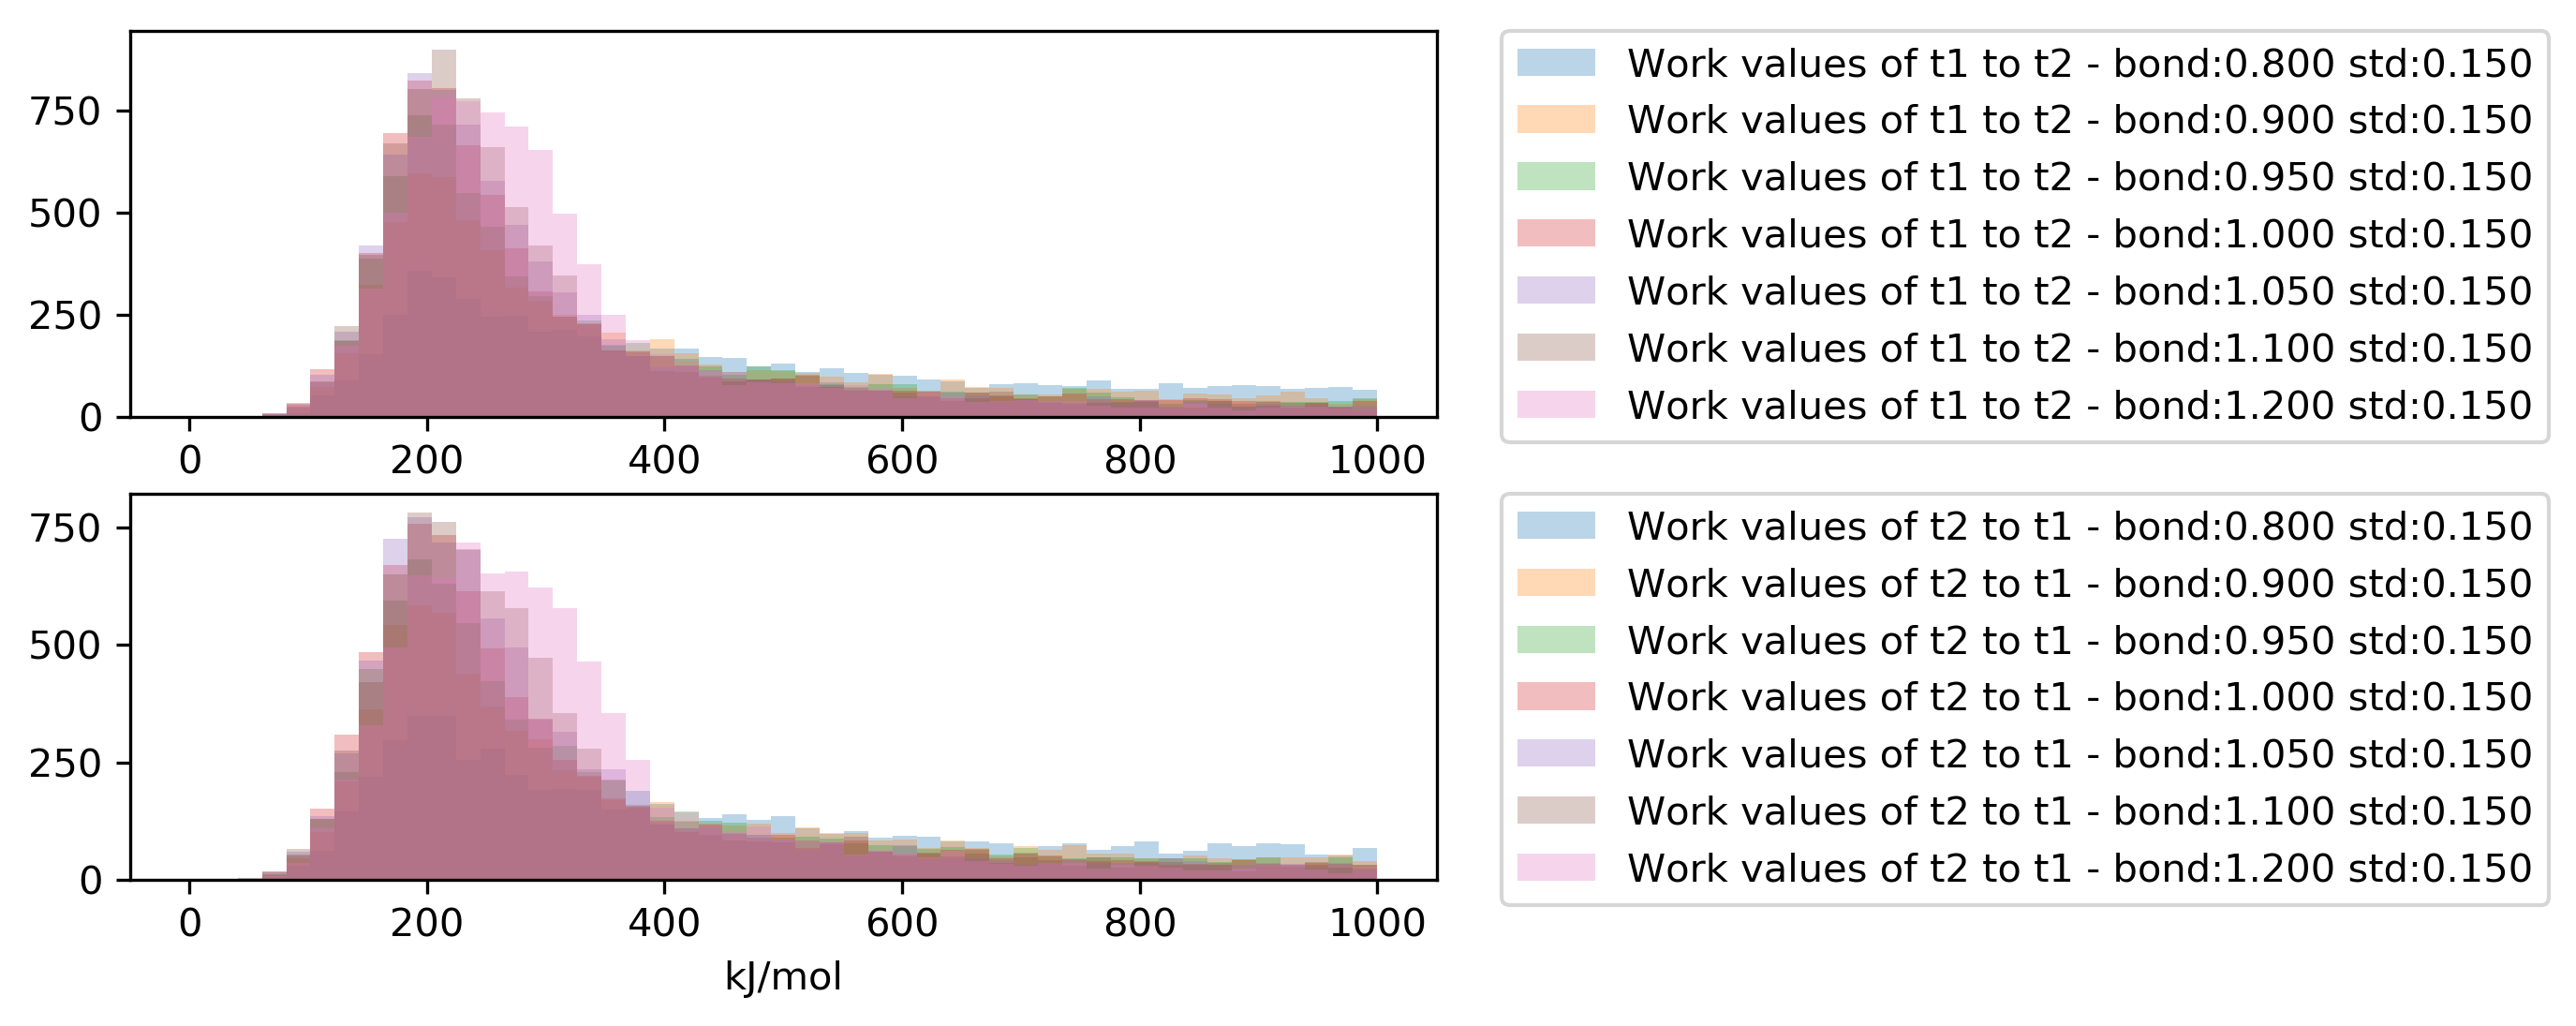 750
500
250
0
0 200 400 600 800 1000
Work values of t1 to t2 - bond:0.800 std:0.150
Work values of t1 to t2 - bond:0.900 std:0.150
Work values of t1 to t2 - bond:0.950 std:0.150
Work values of t1 to t2 - bond:1.000 std:0.150
Work values of t1 to t2 - bond:1.050 std:0.150
Work values of t1 to t2 - bond:1.100 std:0.150
Work values of t1 to t2 - bond:1.200 std:0.150
750
500
250
0
0 200 400 600 800 1000
kJ/mol
Work values of t2 to t1 - bond:0.800 std:0.150
Work values of t2 to t1 - bond:0.900 std:0.150
Work values of t2 to t1 - bond:0.950 std:0.150
Work values of t2 to t1 - bond:1.000 std:0.150
Work values of t2 to t1 - bond:1.050 std:0.150
Work values of t2 to t1 - bond:1.100 std:0.150
Work values of t2 to t1 - bond:1.200 std:0.150